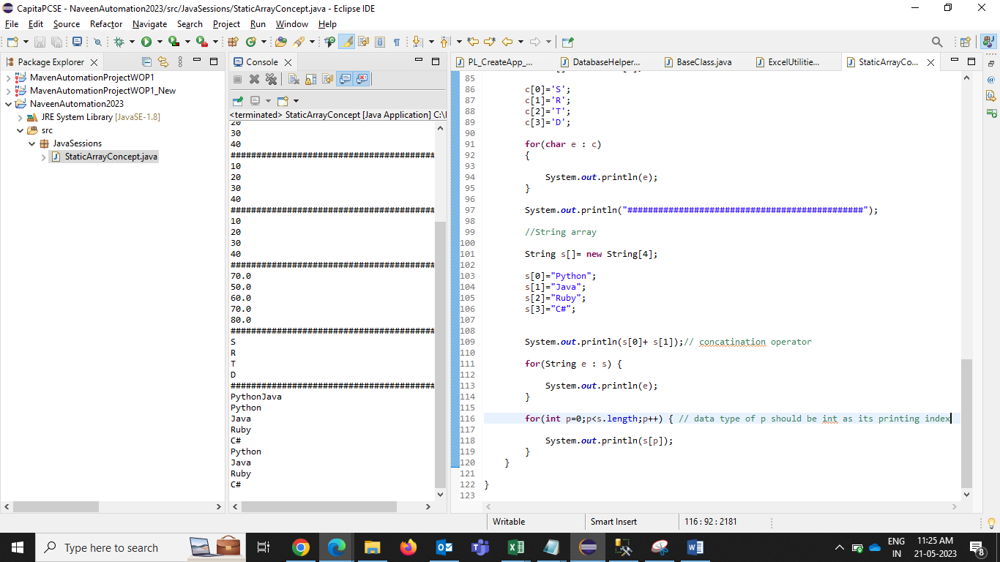 CapitaPCSE - NaveenAutomation2023/src/JavaSessions/StaticArrayConcept.java - Eclipse IDE
File Edit Source Refactor Navigate Search Project Run Window Help
Package Explorer
MavenAutomationProjectWOP1
MavenAutomationProjectWOP1_New
NaveenAutomation2023
JRE System Library [JavaSE-1.8]
src
JavaSessions
StaticArrayConcept.java
Console
<terminated> StaticArrayConcept [Java Application] C:\
20
30
40
########################################
10
20
30
40
########################################
10
20
30
40
########################################
70.0
50.0
60.0
70.0
80.0
########################################
S
R
T
D
########################################
PythonJava
Python
Java
Ruby
C#
Python
Java
Ruby
C#
PL_CreateApp_... DatabaseHelper... BaseClass.java ExcelUtilitie... StaticArrayCo...
85
86 c[0]='S';
87 c[1]='R';
88 c[2]='T';
89 c[3]='D';
90
91 for(char e : c)
92 {
93
94 System.out.println(e);
95 }
96
97 System.out.println("##############################################");
98
99 //String array
100
101 String s[]= new String[4];
102
103 s[0]="Python";
104 s[1]="Java";
105 s[2]="Ruby";
106 s[3]="C#";
107
108
109 System.out.println(s[0]+ s[1]);// concatination operator
110
111 for(String e : s) {
112
113 System.out.println(e);
114 }
115
116 for(int p=0;p<s.length;p++) { // data type of p should be int as its printing index
117
118 System.out.println(s[p]);
119 }
120 }
121
122 }
123
Writable Smart Insert 116 : 92 : 2181
Type here to search
ENG
IN
11:25 AM
21-05-2023
8